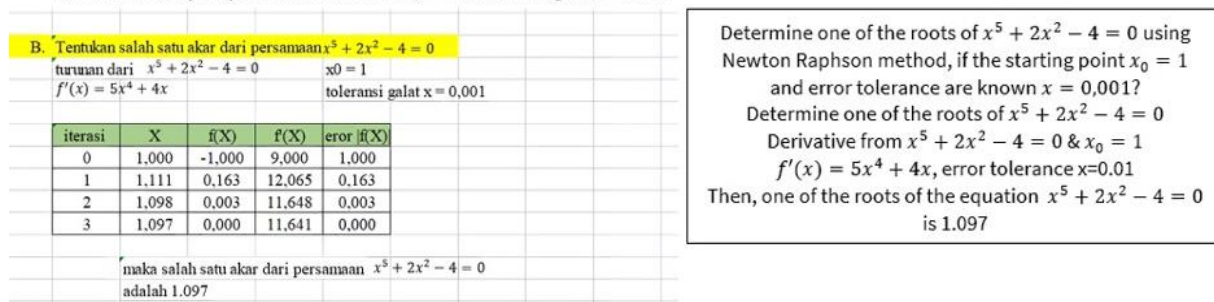 B. Tentukan salah satu akar dari persamaan x⁵ + 2x² − 4 = 0
turunan dari x⁵ + 2x² − 4 = 0 x0 = 1
f'(x) = 5x⁴ + 4x toleransi galat x = 0,001
iterasi X f(X) f'(X) eror |f(X)|
0 1,000 -1,000 9,000 1,000
1 1,111 0,163 12,065 0,163
2 1,098 0,003 11,648 0,003
3 1,097 0,000 11,641 0,000
maka salah satu akar dari persamaan x⁵ + 2x² − 4 = 0
adalah 1.097
Determine one of the roots of x⁵ + 2x² − 4 = 0 using
Newton Raphson method, if the starting point x₀ = 1
and error tolerance are known x = 0,001?
Determine one of the roots of x⁵ + 2x² − 4 = 0
Derivative from x⁵ + 2x² − 4 = 0 & x₀ = 1
f′(x) = 5x⁴ + 4x, error tolerance x=0.01
Then, one of the roots of the equation x⁵ + 2x² − 4 = 0
is 1.097